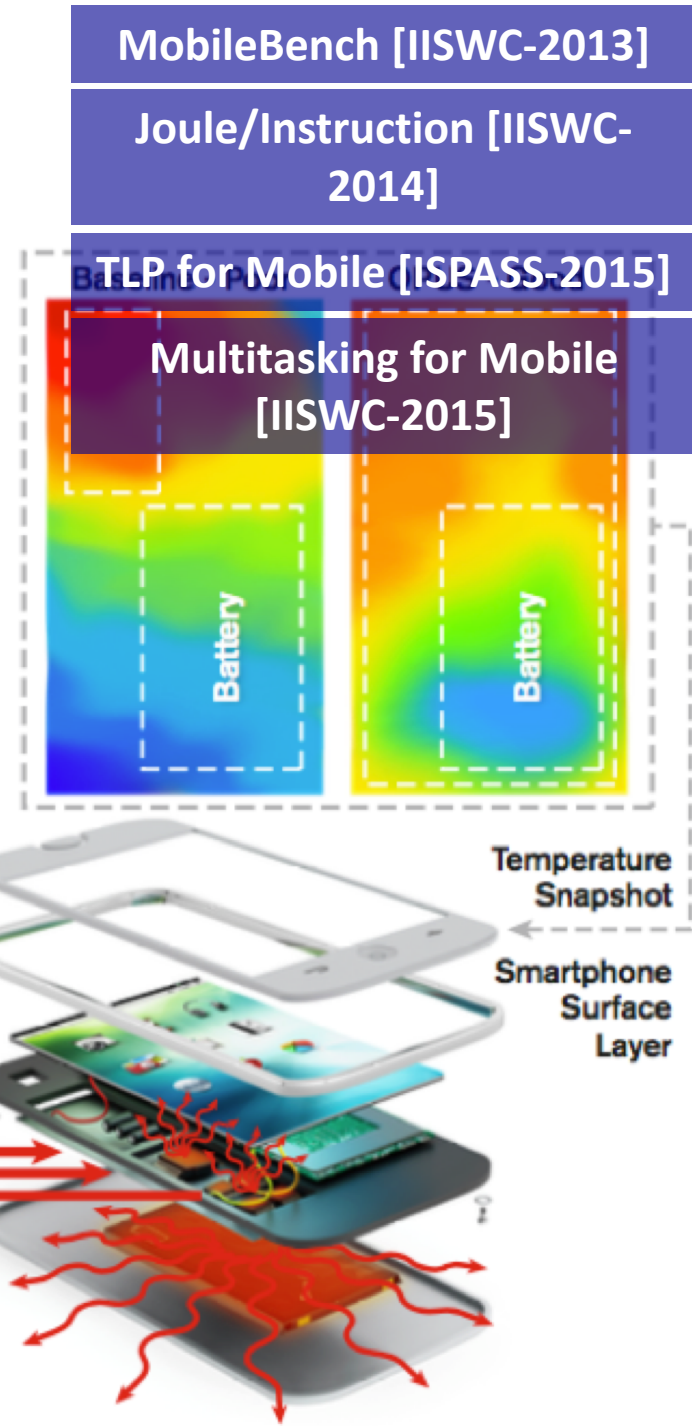 MobileBench [IISWC-2013]
Joule/Instruction [IISWC-
2014]
TLP for Mobile [ISPASS-2015]
Baseline
Multitasking for Mobile
[IISWC-2015]
Battery
Battery
Temperature
Snapshot
Smartphone
Surface
Layer